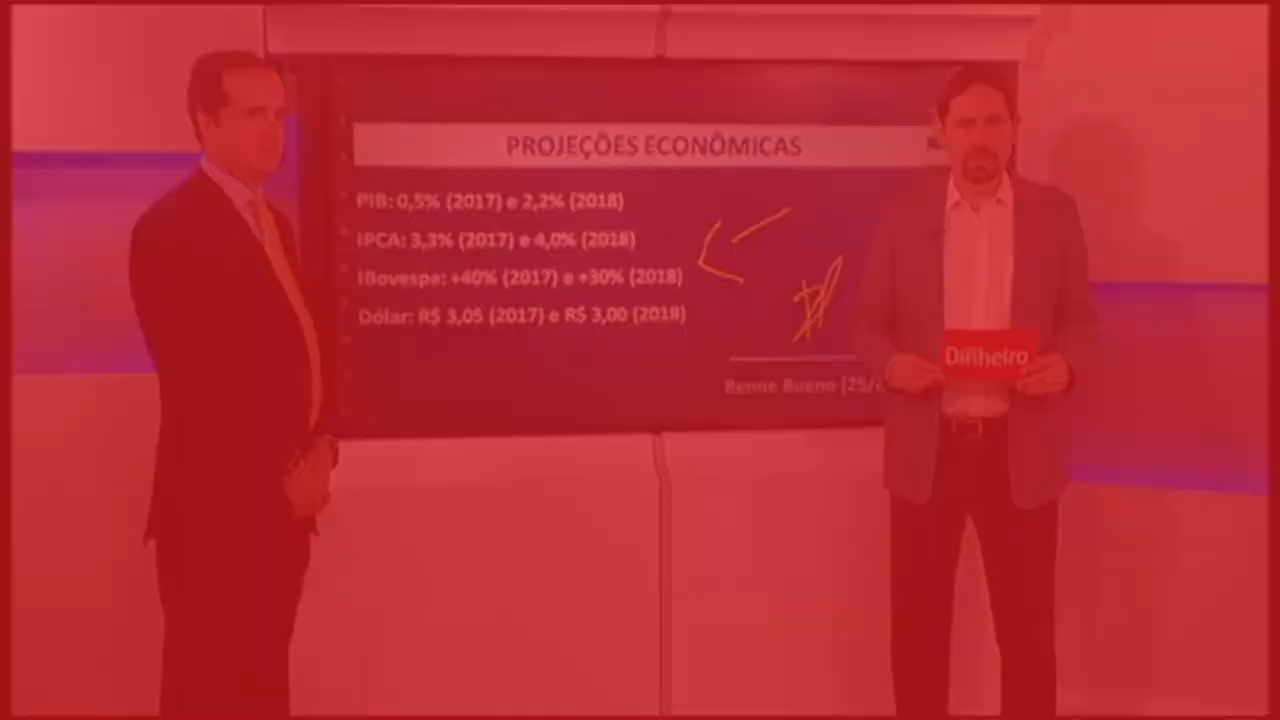 PROJEÇÕES ECONÔMICAS
PIB: 0,5% (2017) e 2,2% (2018)
IPCA: 3,3% (2017) e 4,0% (2018)
IBovespa: +40% (2017) e +30% (2018)
Dólar: R$ 3,05 (2017) e R$ 3,00 (2018)
Dinheiro
Benne Bueno (25/